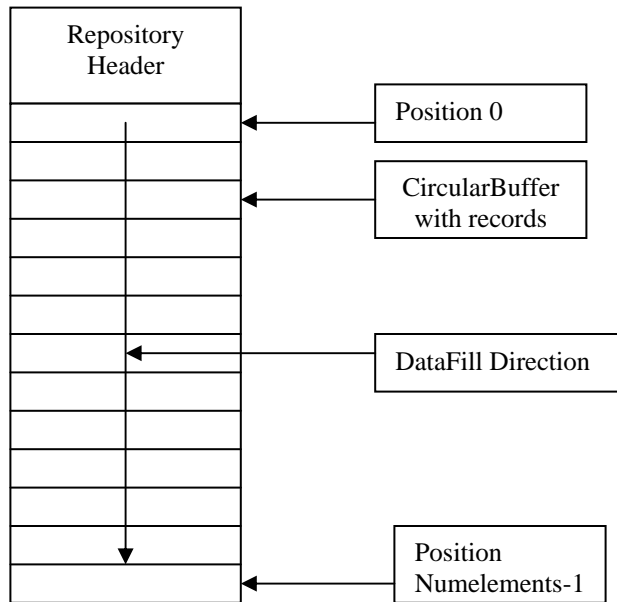 Repository
Header
Position 0
CircularBuffer
with records
DataFill Direction
Position
Numelements-1